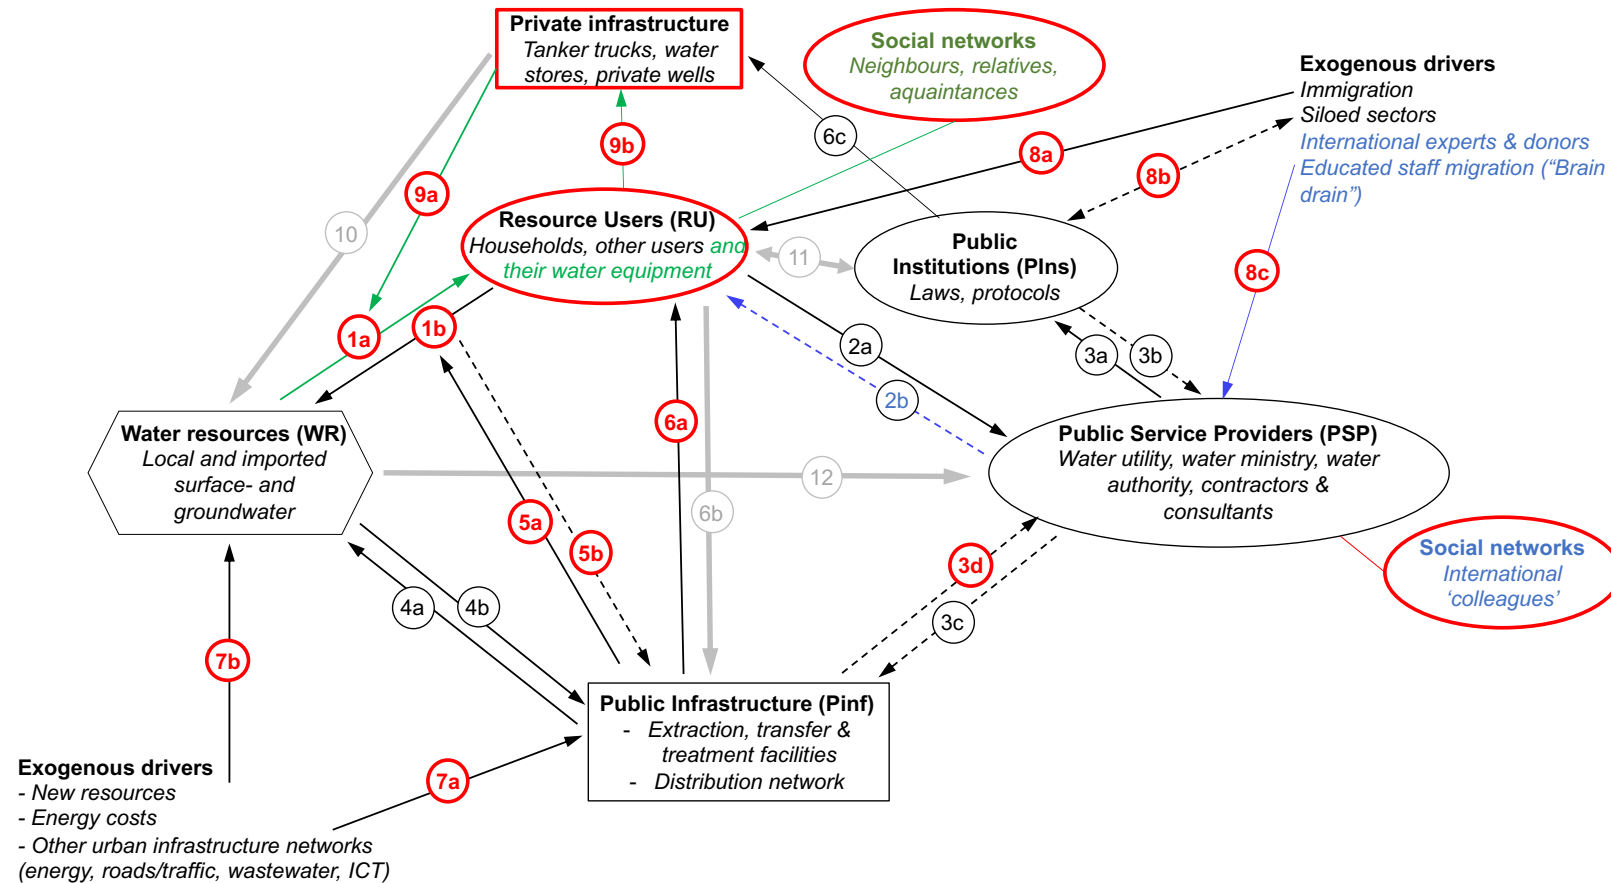 Private infrastructure
Tanker trucks, water
stores, private wells
Social networks
Neighbours, relatives,
aquaintances
Exogenous drivers
Immigration
Siloed sectors
International experts & donors
Educated staff migration (“Brain
drain”)
6c
9b
8a
8b
9a
10
Resource Users (RU)
Households, other users and
their water equipment
11
Public
Institutions (PIns)
Laws, protocols
8c
1a
1b
2a
3a
3b
2b
6a
Water resources (WR)
Local and imported
surface- and
groundwater
12
Public Service Providers (PSP)
Water utility, water ministry, water
authority, contractors &
consultants
5a
6b
5b
3d
Social networks
International
‘colleagues’
4a
4b
3c
7b
Public Infrastructure (Pinf)
- Extraction, transfer &
treatment facilities
- Distribution network
7a
Exogenous drivers
- New resources
- Energy costs
- Other urban infrastructure networks
(energy, roads/traffic, wastewater, ICT)